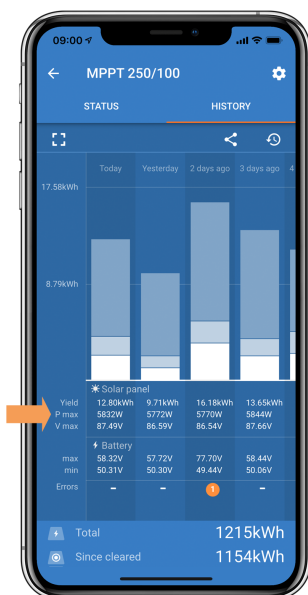 09:00
MPPT 250/100
STATUS HISTORY
Today Yesterday 2 days ago 3 days ago 4
17.58kWh
8.79kWh
Solar panel
Yield 12.80kWh 9.71kWh 16.18kWh 13.65kWh
P max 5832W 5772W 5770W 5844W
V max 87.49V 86.59V 86.54V 87.66V
Battery
max 58.32V 57.72V 77.70V 58.44V
min 50.31V 50.30V 49.44V 50.06V
Errors – – 1 –
Total 1215kWh
Since cleared 1154kWh